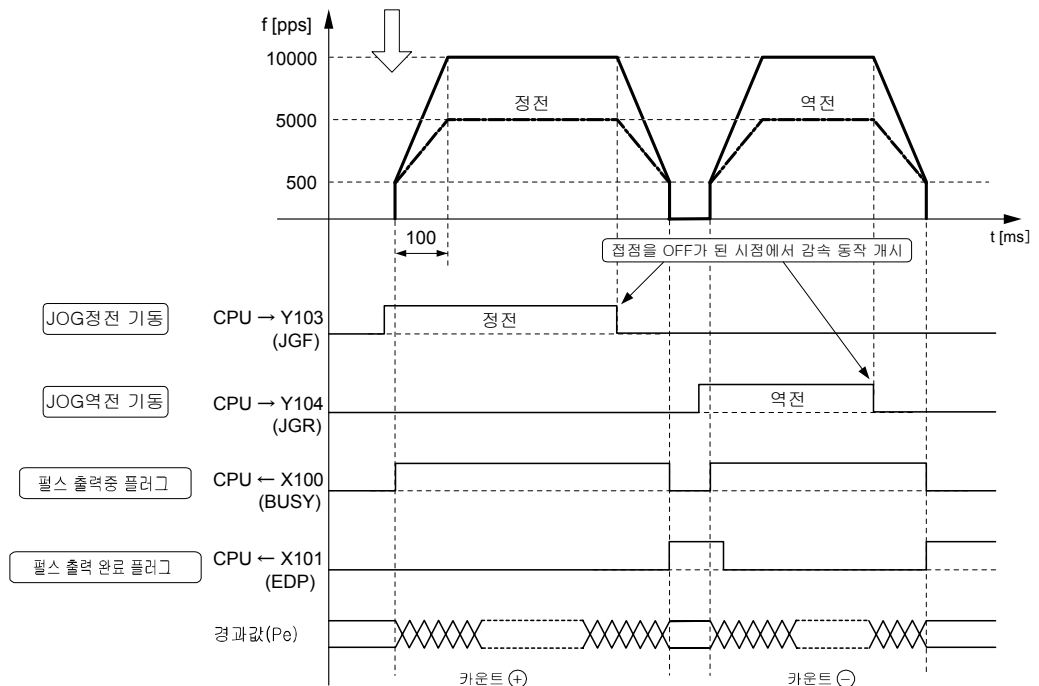 f [pps]
10000
5000
500
정전
역전
t [ms]
100
접점을 OFF가 된 시점에서 감속 동작 개시
JOG정전 기동
CPU → Y103
(JGF)
정전
JOG역전 기동
CPU → Y104
(JGR)
역전
펄스 출력중 플러그
CPU ← X100
(BUSY)
펄스 출력 완료 플러그
CPU ← X101
(EDP)
경과값(Pe)
카운트 ⊕
카운트 ⊖